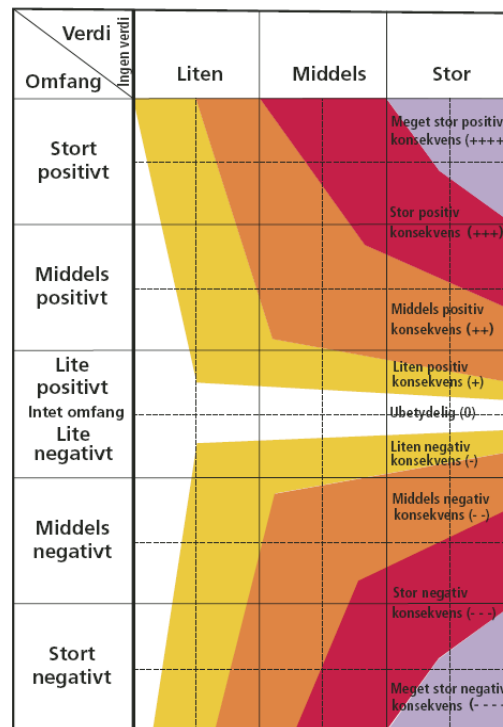 Verdi
Ingen verdi
Omfang
Liten
Middels
Stor
Stort
positivt
Meget stor positiv
konsekvens (++++
Stor positiv
konsekvens (+++)
Middels
positivt
Middels positiv
konsekvens (++)
Lite
positivt
Liten positiv
konsekvens (+)
Intet omfang
Ubetydelig (0)
Lite
negativt
Liten negativ
konsekvens (-)
Middels
negativt
Middels negativ
konsekvens (- -)
Stor negativ
konsekvens (- - -)
Stort
negativt
Meget stor negativ
konsekvens (- - - -